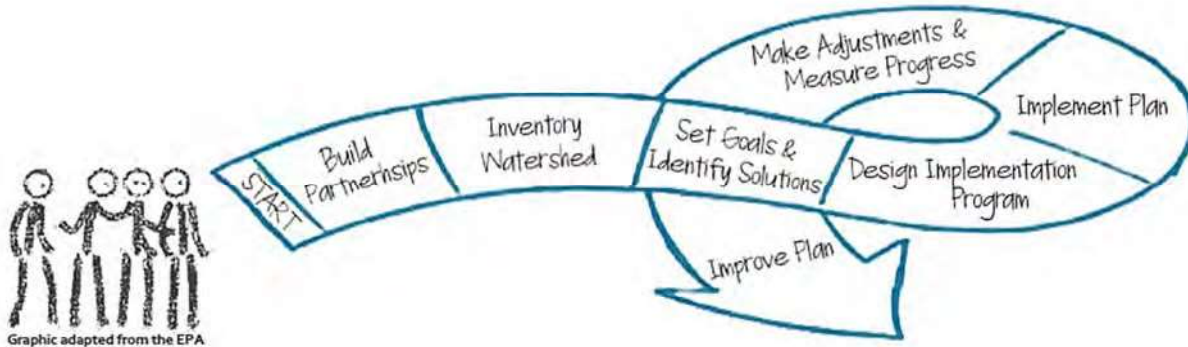 START
Build
Partnerhsips
Inventory
Watershed
Set Goals &
Identify Solutions
Design Implementation
Program
Implement Plan
Make Adjustments &
Measure Progress
Improve Plan
Graphic adapted from the EPA